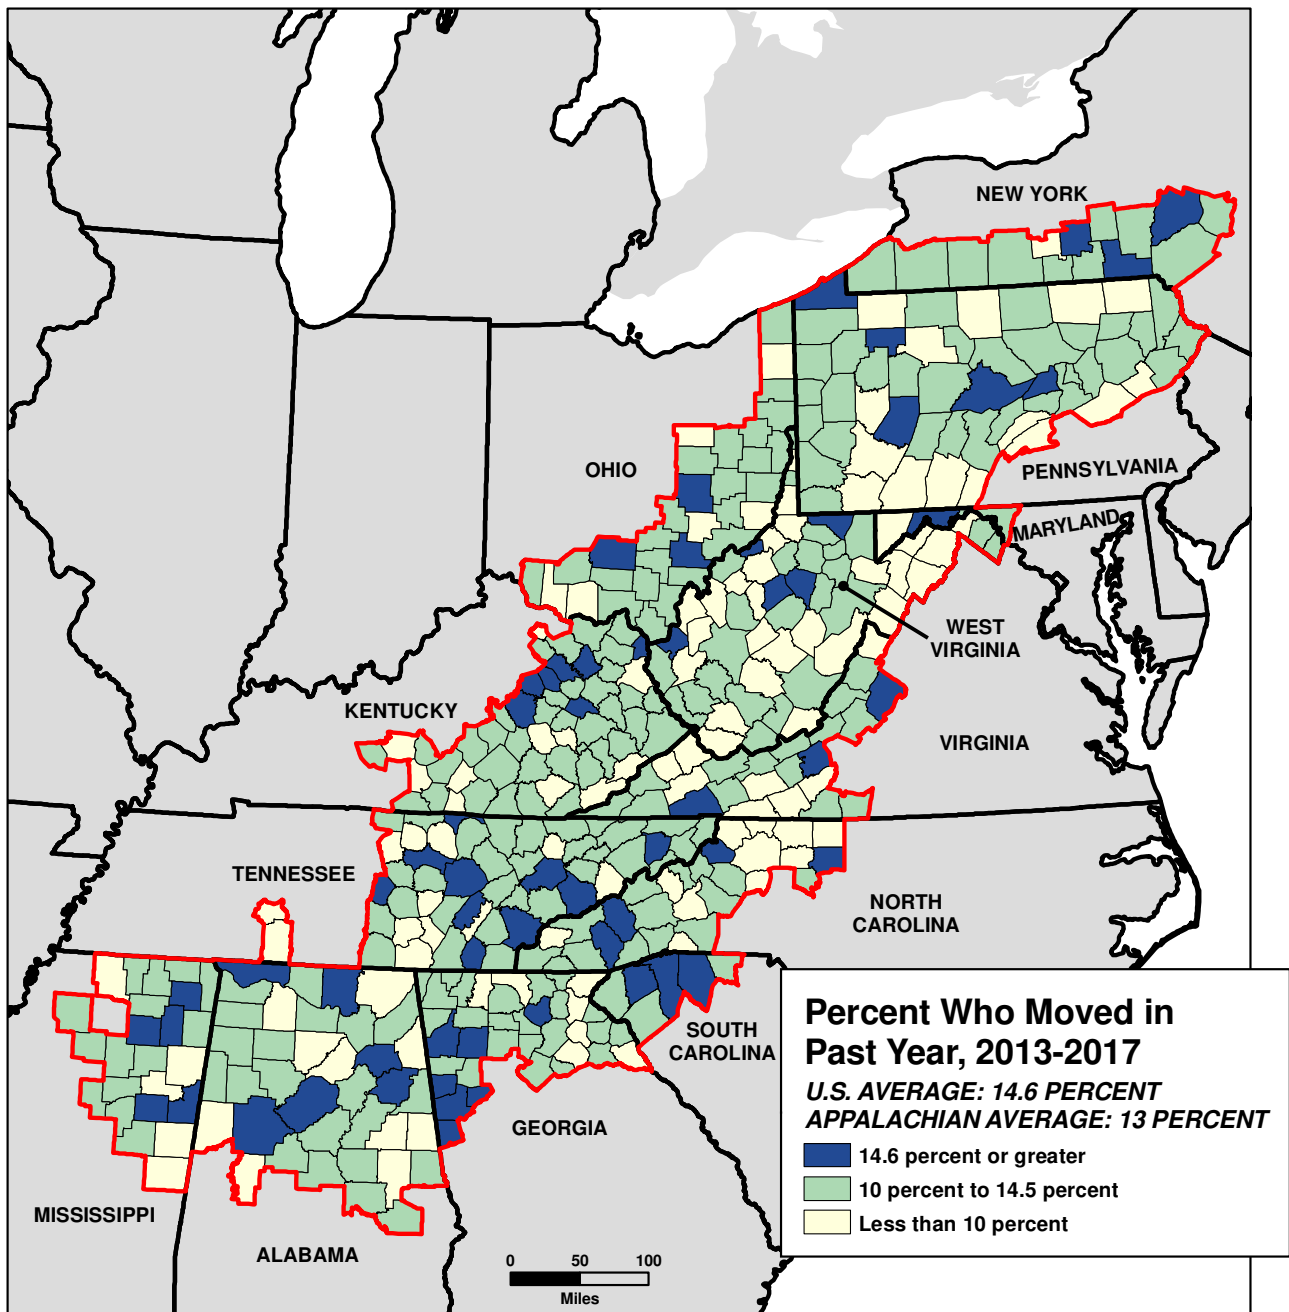 NEW YORK
OHIO
PENNSYLVANIA
MARYLAND
WEST
VIRGINIA
KENTUCKY
VIRGINIA
TENNESSEE
NORTH
CAROLINA
SOUTH
CAROLINA
GEORGIA
MISSISSIPPI
ALABAMA
Percent Who Moved in
Past Year, 2013-2017
U.S. AVERAGE: 14.6 PERCENT
APPALACHIAN AVERAGE: 13 PERCENT
14.6 percent or greater
10 percent to 14.5 percent
Less than 10 percent
0 50 100
Miles